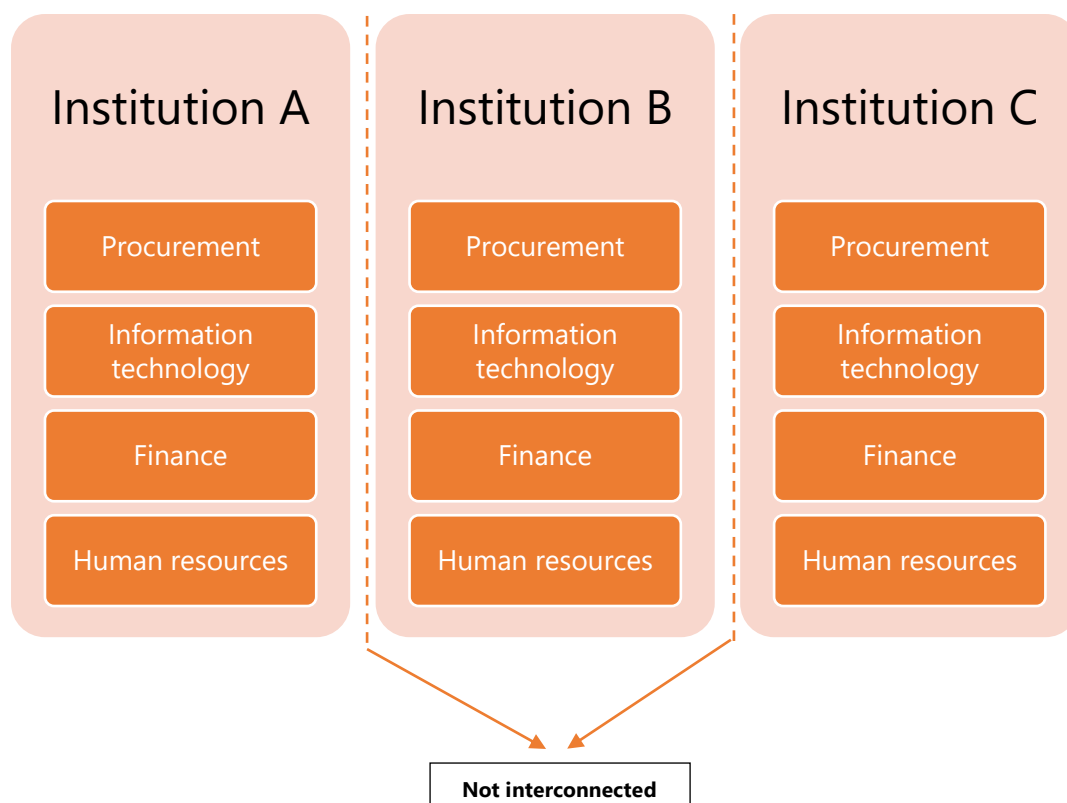 Institution A
Procurement
Information
technology
Finance
Human resources
Institution B
Procurement
Information
technology
Finance
Human resources
Institution C
Procurement
Information
technology
Finance
Human resources
Not interconnected